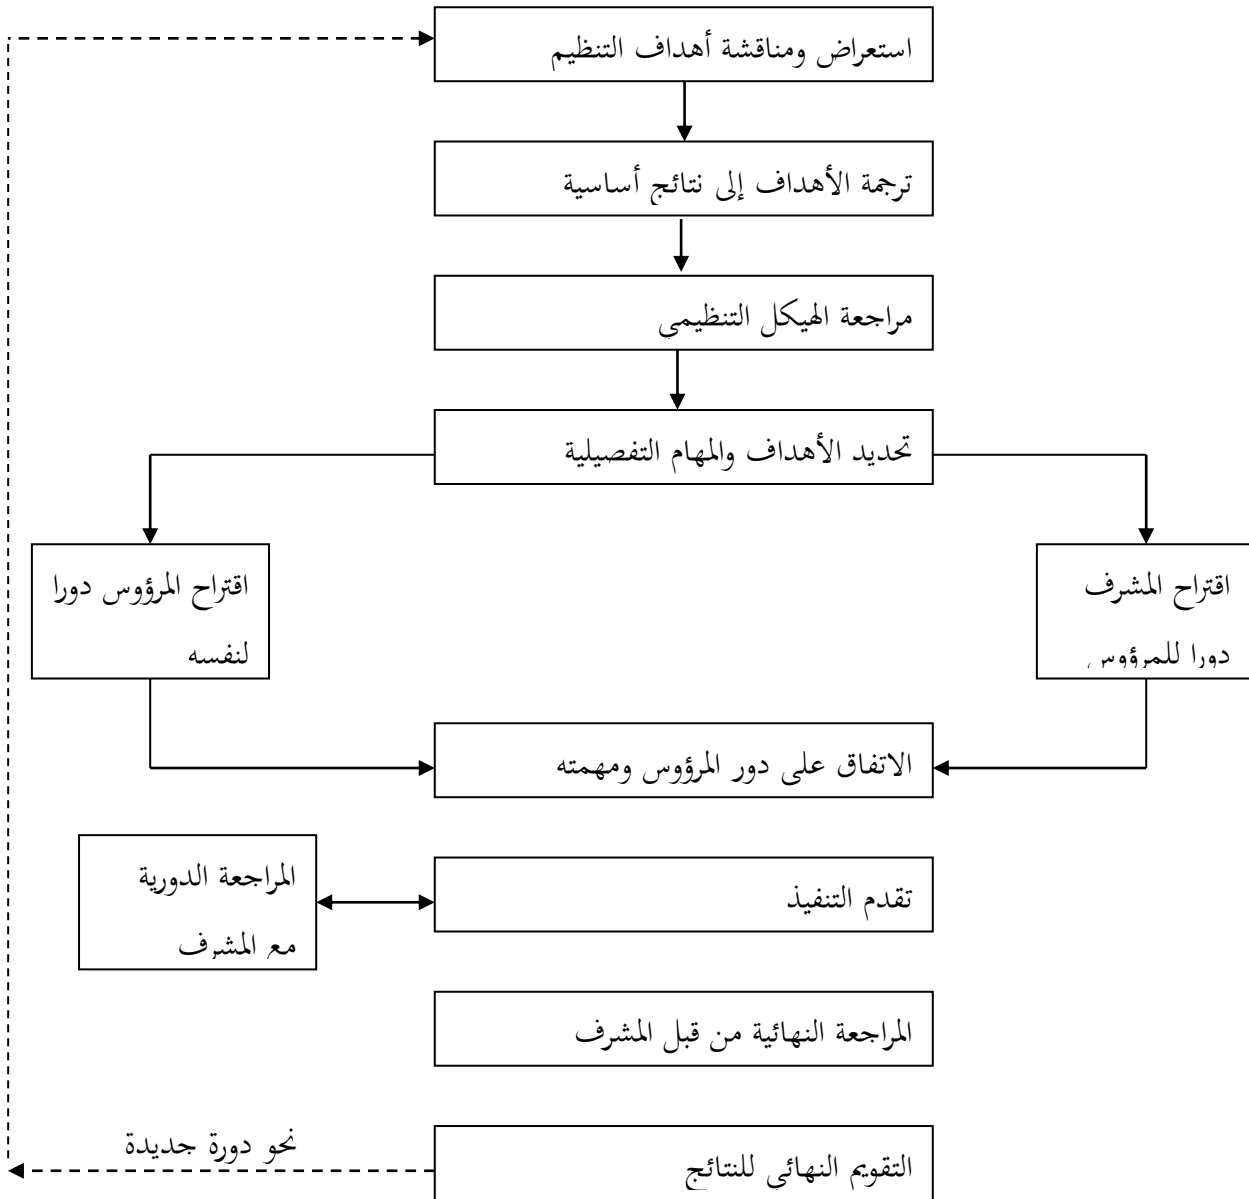 استعراض ومناقشة أهداف التنظيم
ترجمة الأهداف إلى نتائج أساسية
مراجعة الهيكل التنظيمي
تحديد الأهداف والمهام التفصيلية
اقتراح المشرف
دورا للمرؤوس
اقتراح المرؤوس دورا
لنفسه
الاتفاق على دور المرؤوس ومهمته
تقدم التنفيذ
المراجعة الدورية
مع المشرف
المراجعة النهائية من قبل المشرف
التقويم النهائي للنتائج
نحو دورة جديدة